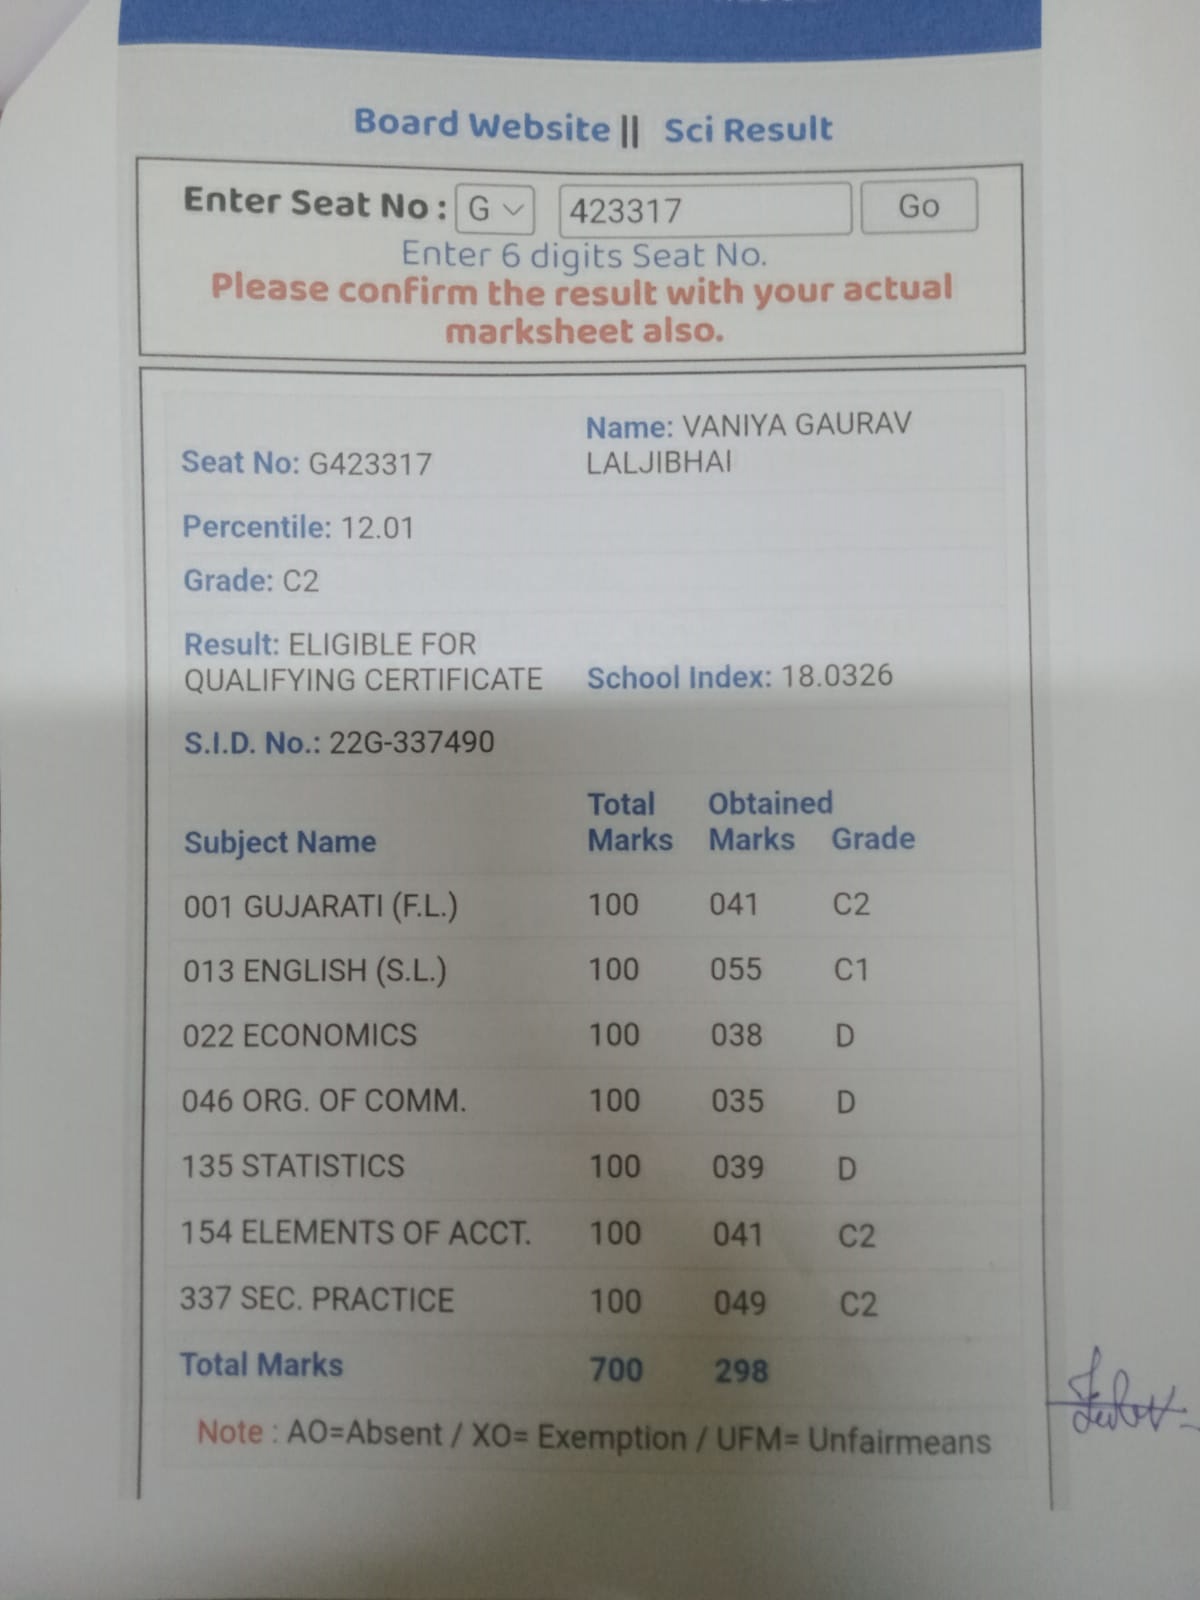 Board Website || Sci Result
Enter Seat No : G 423317 Go
Enter 6 digits Seat No.
Please confirm the result with your actual
marksheet also.
Name: VANIYA GAURAV
Seat No: G423317 LALJIBHAI
Percentile: 12.01
Grade: C2
Result: ELIGIBLE FOR
QUALIFYING CERTIFICATE School Index: 18.0326
S.I.D. No.: 22G-337490
Total Obtained
Subject Name Marks Marks Grade
001 GUJARATI (F.L.) 100 041 C2
013 ENGLISH (S.L.) 100 055 C1
022 ECONOMICS 100 038 D
046 ORG. OF COMM. 100 035 D
135 STATISTICS 100 039 D
154 ELEMENTS OF ACCT. 100 041 C2
337 SEC. PRACTICE 100 049 C2
Total Marks 700 298
Note : AO=Absent / XO= Exemption / UFM= Unfairmeans